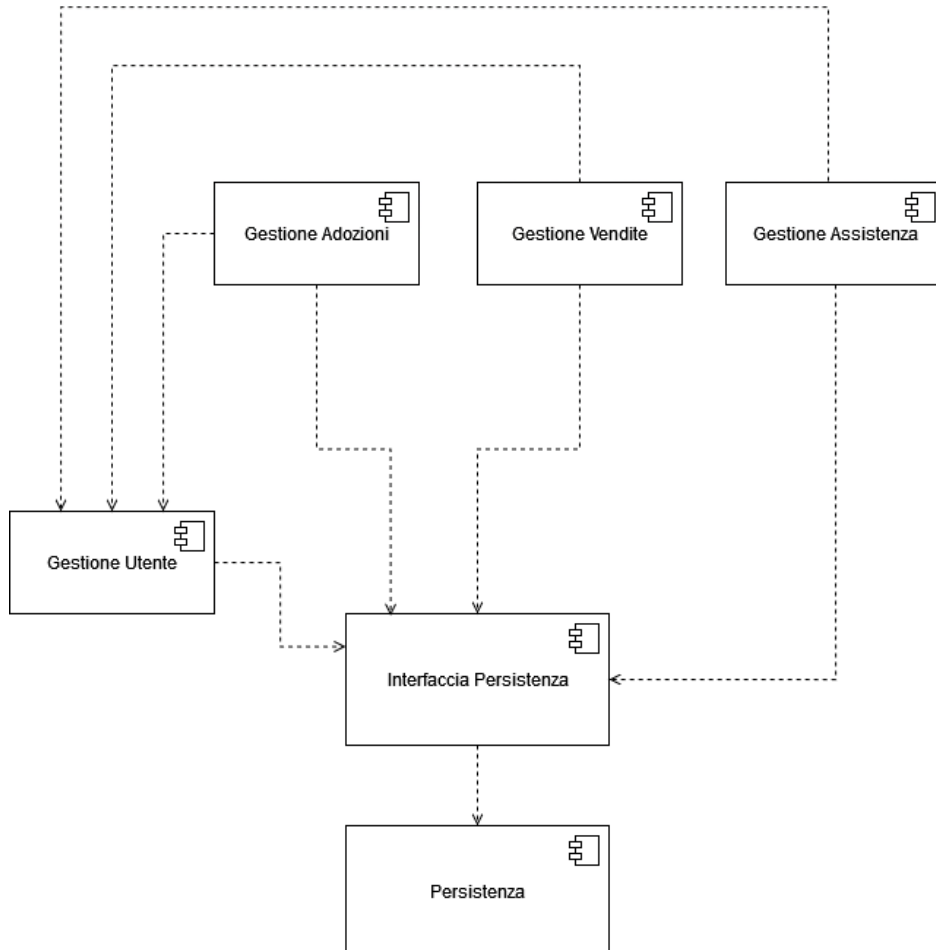 Gestione Adozioni
Gestione Vendite
Gestione Assistenza
Gestione Utente
Interfaccia Persistenza
Persistenza